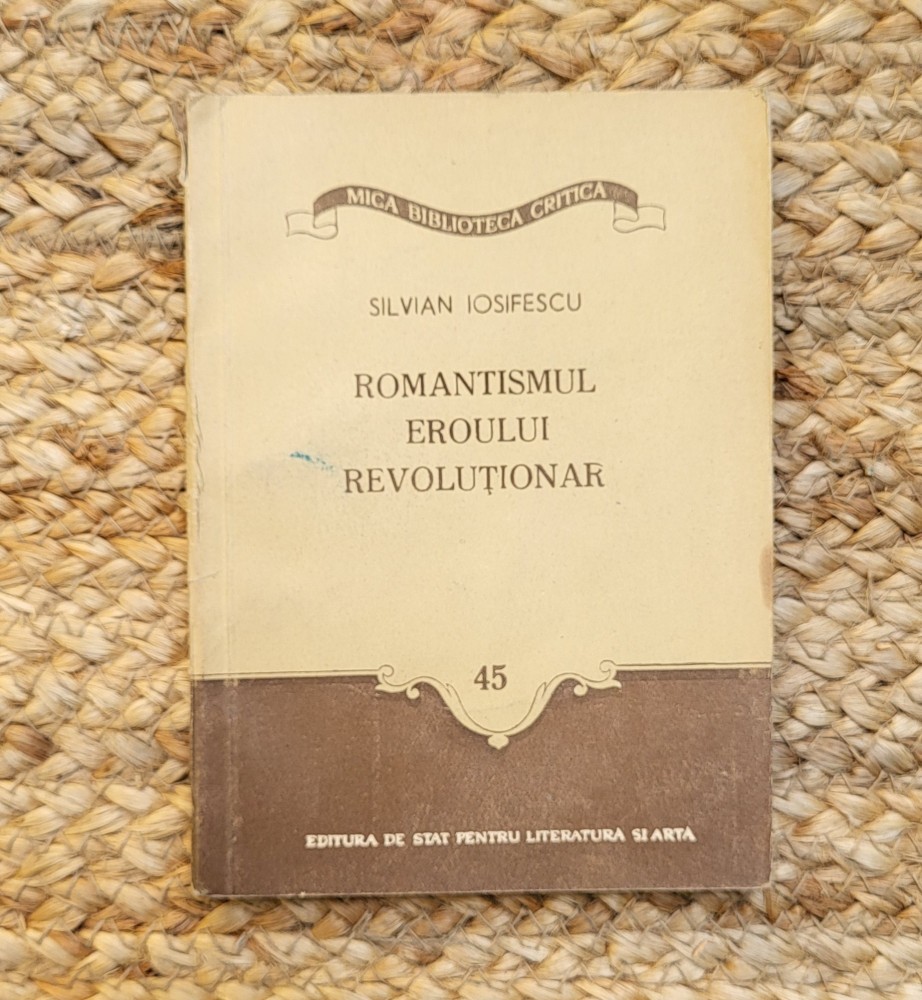 MICA BIBLIOTECA CRITICA
SILVIAN IOSIFESCU
ROMANTISMUL
EROULUI
REVOLUȚIONAR
45
EDITURA DE STAT PENTRU LITERATURA SI ARTA